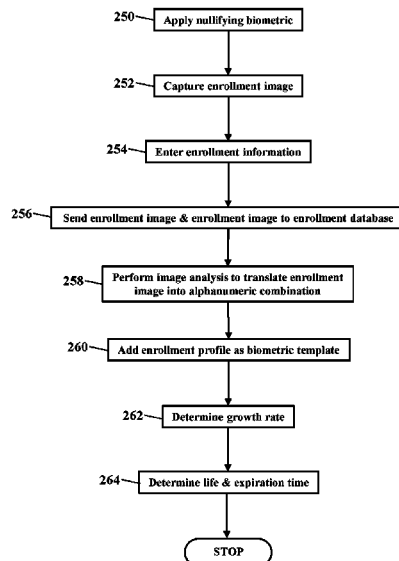 250
Apply nullifying biometric
252
Capture enrollment image
254
Enter enrollment information
256
Send enrollment image & enrollment image to enrollment database
258
Perform image analysis to translate enrollment
image into alphanumeric combination
260
Add enrollment profile as biometric template
262
Determine growth rate
264
Determine life & expiration time
STOP